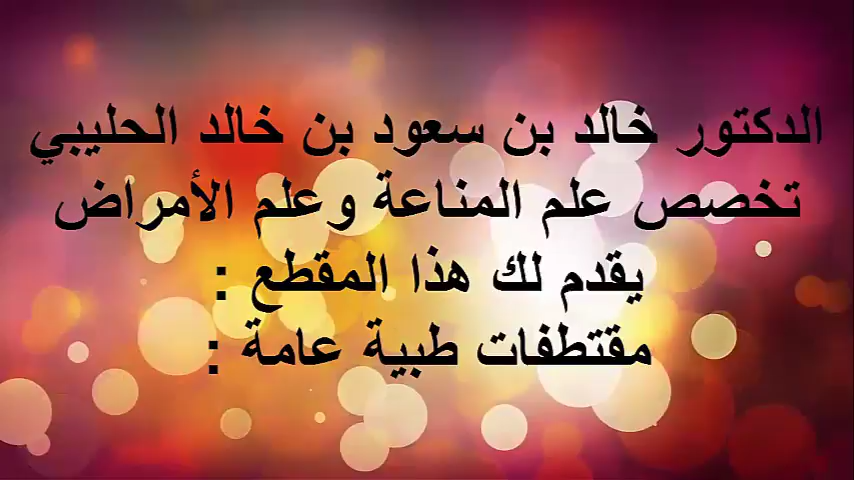 الدكتور خالد بن سعود بن خالد الحليبي
تخصص علم المناعة وعلم الأمراض
يقدم لك هذا المقطع :
مقتطفات طبية عامة :